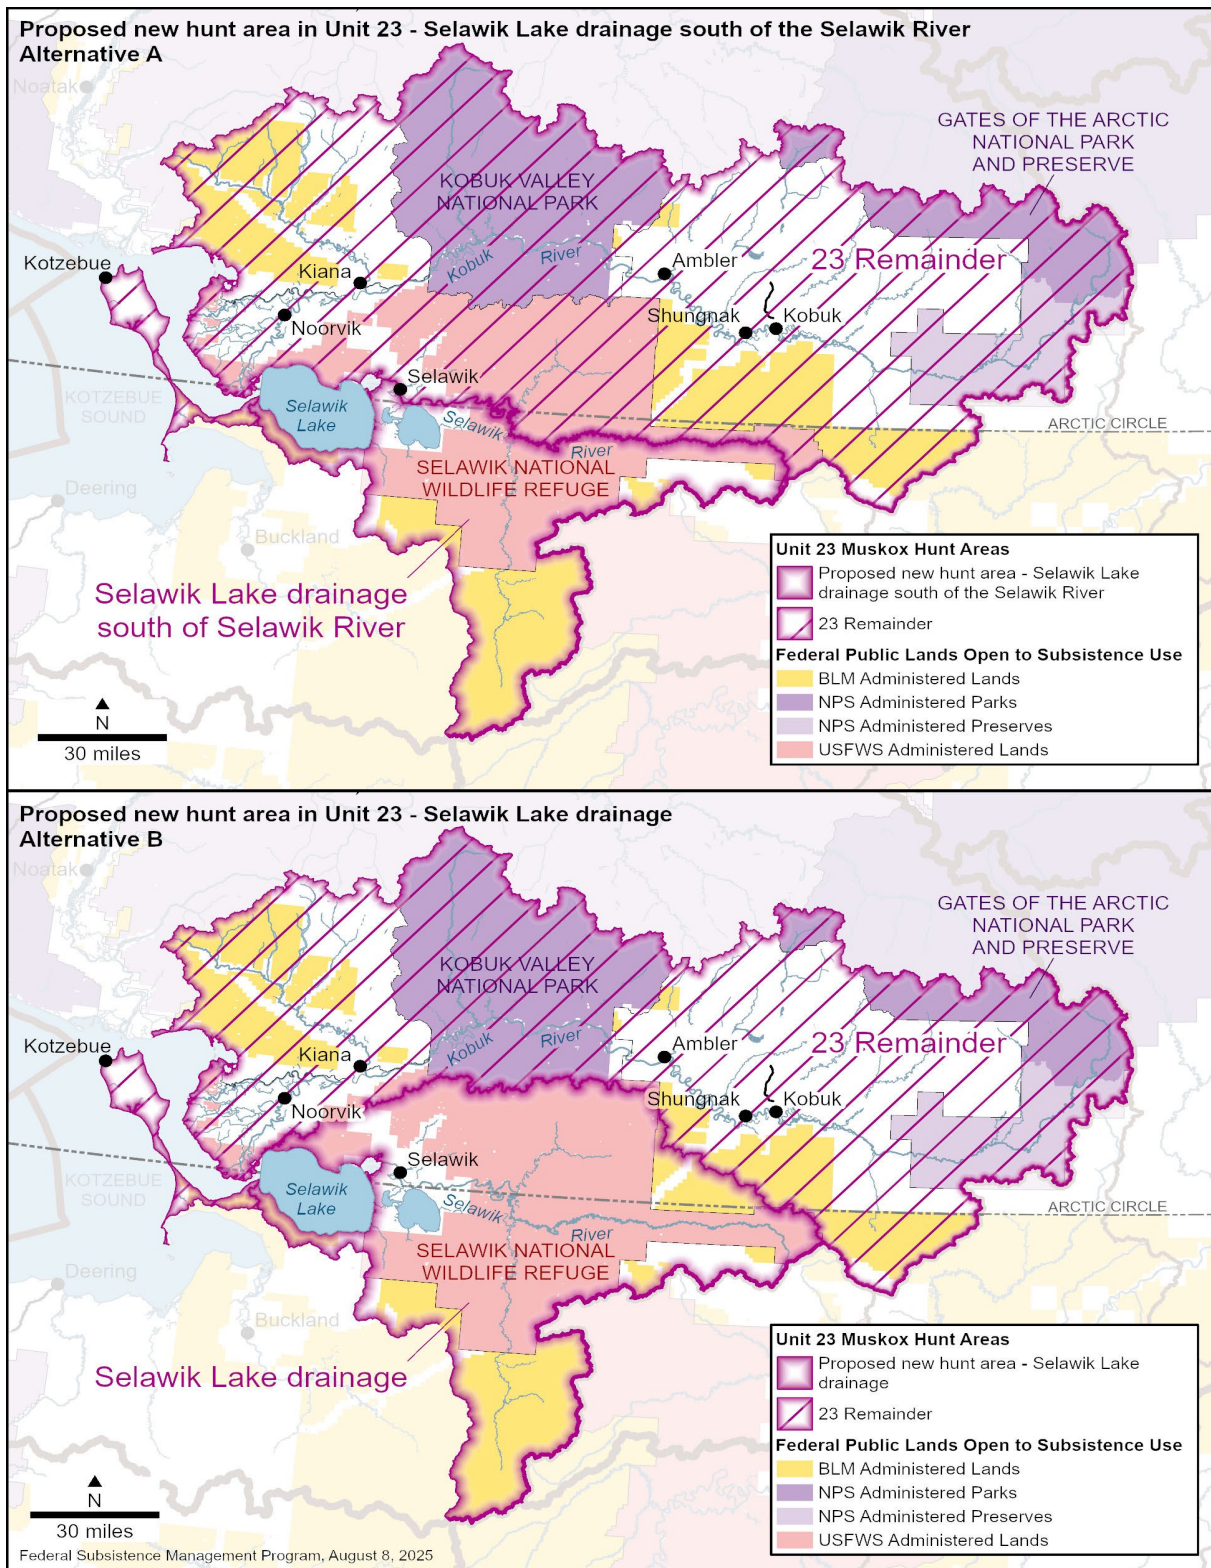 Proposed new hunt area in Unit 23 - Selawik Lake drainage south of the Selawik River
Alternative A
Noatak
GATES OF THE ARCTIC
NATIONAL PARK
AND PRESERVE
KOBUK VALLEY
NATIONAL PARK
Kotzebue
Kiana
Kobuk
River
Ambler
23 Remainder
Noorvik
Shungnak
Kobuk
Selawik
KOTZEBUE
SOUND
Selawik
Lake
Selawik
River
ARCTIC CIRCLE
SELAWIK NATIONAL
WILDLIFE REFUGE
Deering
Buckland
Selawik Lake drainage
south of Selawik River
Unit 23 Muskox Hunt Areas
Proposed new hunt area - Selawik Lake
drainage south of the Selawik River
23 Remainder
Federal Public Lands Open to Subsistence Use
BLM Administered Lands
NPS Administered Parks
NPS Administered Preserves
USFWS Administered Lands
N
30 miles
Proposed new hunt area in Unit 23 - Selawik Lake drainage
Alternative B
Noatak
GATES OF THE ARCTIC
NATIONAL PARK
AND PRESERVE
KOBUK VALLEY
NATIONAL PARK
Kotzebue
Kiana
Kobuk
River
Ambler
23 Remainder
Noorvik
Shungnak
Kobuk
Selawik
KOTZEBUE
SOUND
Selawik
Lake
Selawik
River
ARCTIC CIRCLE
SELAWIK NATIONAL
WILDLIFE REFUGE
Deering
Buckland
Selawik Lake drainage
Unit 23 Muskox Hunt Areas
Proposed new hunt area - Selawik Lake
drainage
23 Remainder
Federal Public Lands Open to Subsistence Use
BLM Administered Lands
NPS Administered Parks
NPS Administered Preserves
USFWS Administered Lands
N
30 miles
Federal Subsistence Management Program, August 8, 2025